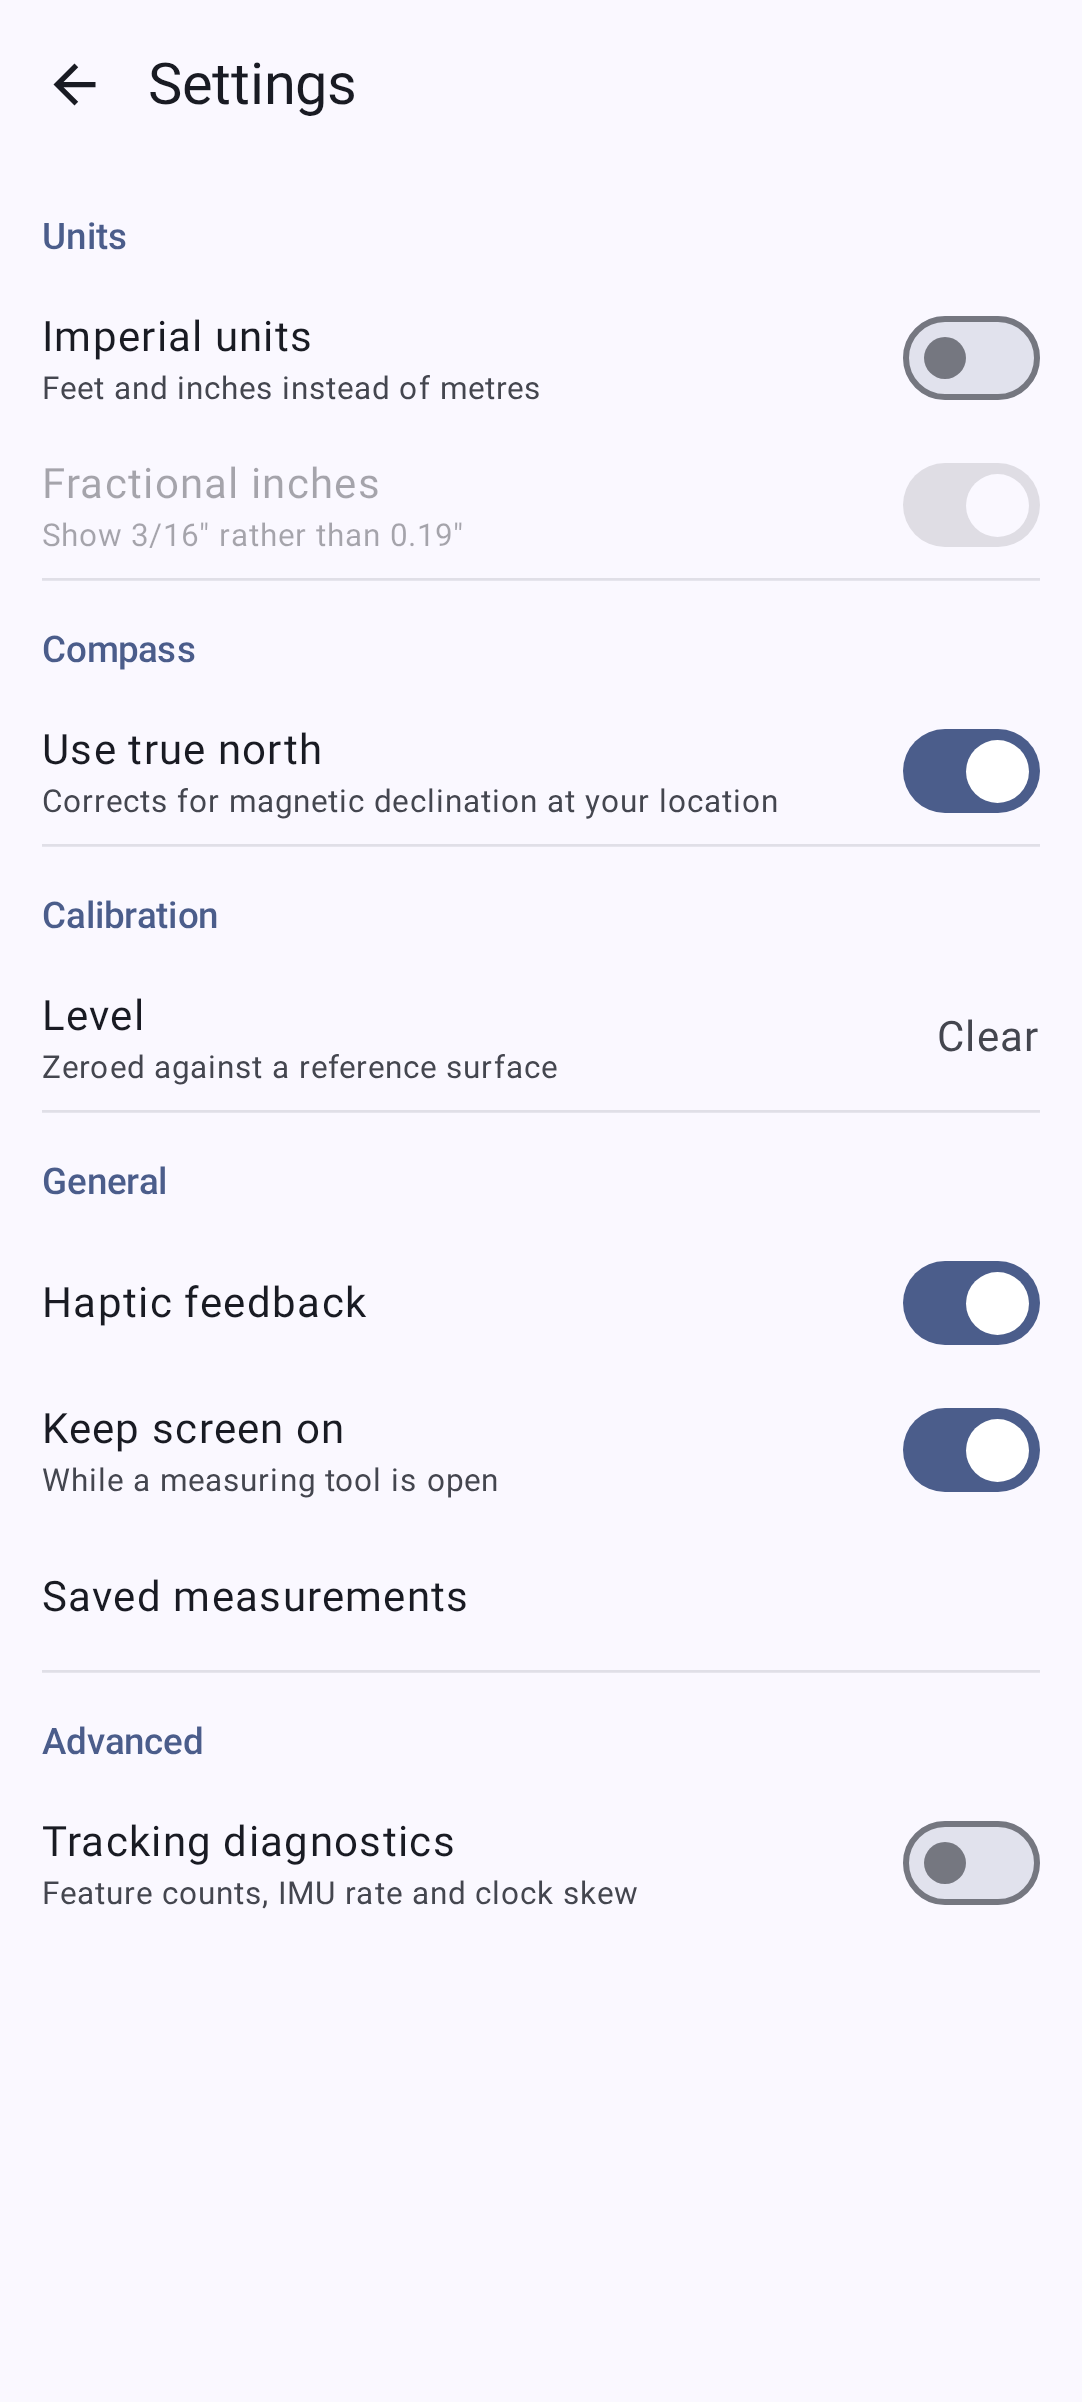 Settings
Units
Imperial units
Feet and inches instead of metres
Fractional inches
Show 3/16" rather than 0.19"
Compass
Use true north
Corrects for magnetic declination at your location
Calibration
Level
Zeroed against a reference surface
Clear
General
Haptic feedback
Keep screen on
While a measuring tool is open
Saved measurements
Advanced
Tracking diagnostics
Feature counts, IMU rate and clock skew